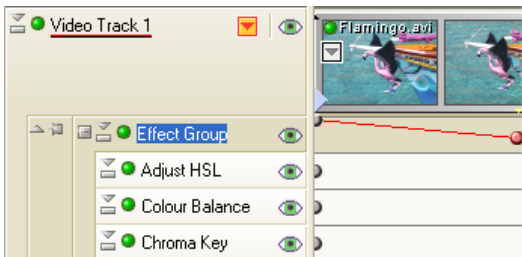 Video Track 1
Flamingo.avi
Effect Group
Adjust HSL
Colour Balance
Chroma Key